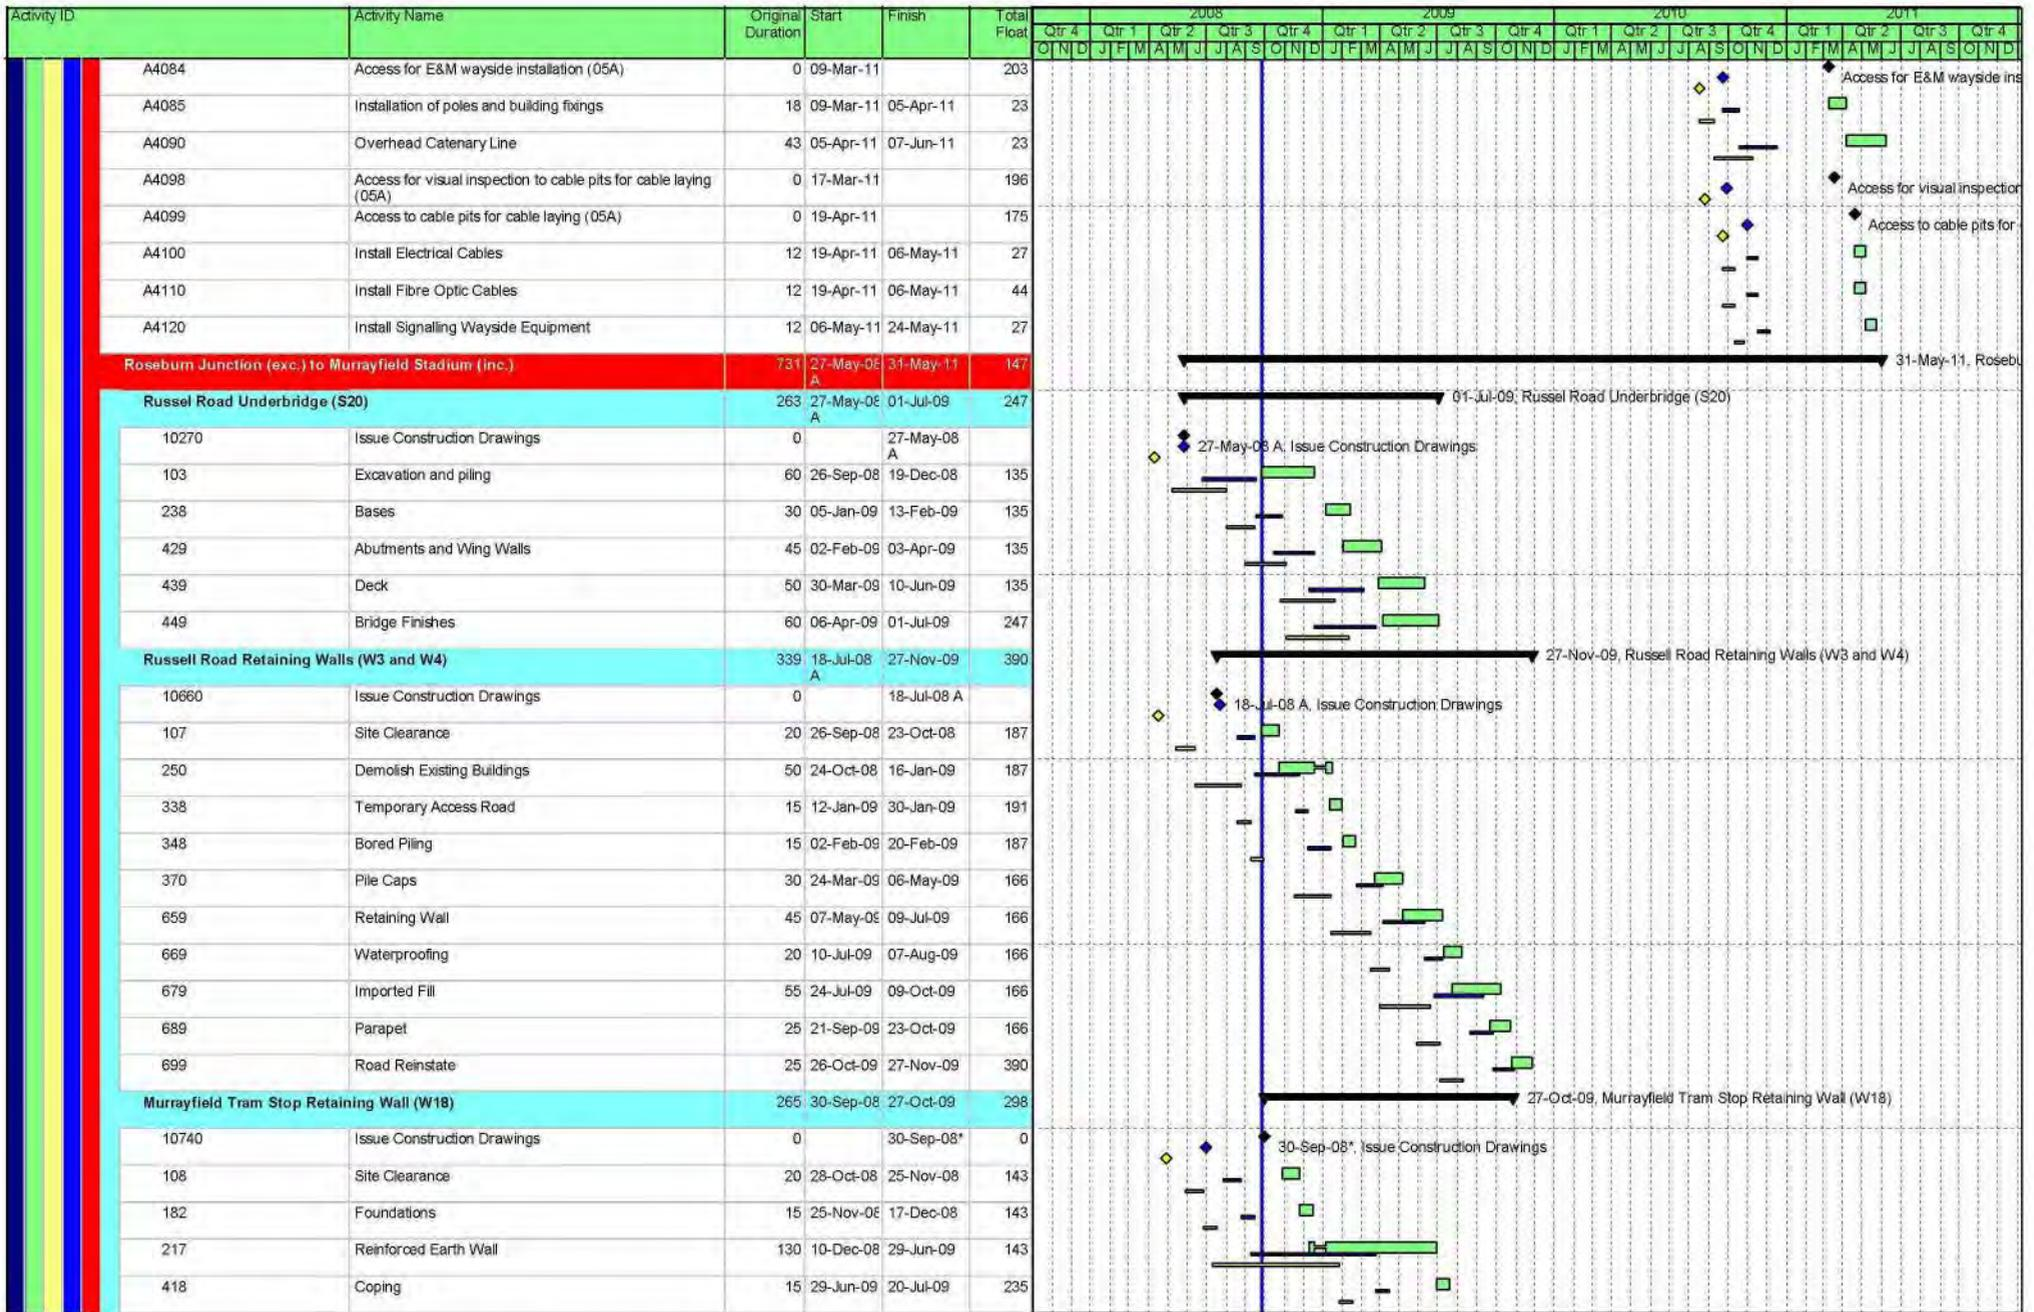 Activity ID Activity Name Original Duration Start Finish Total Float
2008 2009 2010 2011
Qtr 4 Qtr 1 Qtr 2 Qtr 3 Qtr 4 Qtr 1 Qtr 2 Qtr 3 Qtr 4 Qtr 1 Qtr 2 Qtr 3 Qtr 4 Qtr 1 Qtr 2 Qtr 3 Qtr 4
O N D J F M A M J J A S O N D J F M A M J J A S O N D J F M A M J J A S O N D J F M A M J J A S O N D
A4084 Access for E&M wayside installation (05A) 0 09-Mar-11 203 Access for E&M wayside ins
A4085 Installation of poles and building fixings 18 09-Mar-11 05-Apr-11 23
A4090 Overhead Catenary Line 43 05-Apr-11 07-Jun-11 23
A4098 Access for visual inspection to cable pits for cable laying (05A) 0 17-Mar-11 196 Access for visual inspection
A4099 Access to cable pits for cable laying (05A) 0 19-Apr-11 175 Access to cable pits for
A4100 Install Electrical Cables 12 19-Apr-11 06-May-11 27
A4110 Install Fibre Optic Cables 12 19-Apr-11 06-May-11 44
A4120 Install Signalling Wayside Equipment 12 06-May-11 24-May-11 27
Roseburn Junction (exc.) to Murrayfield Stadium (inc.) 731 27-May-08 A 31-May-11 147 31-May-11, Rosebu
Russel Road Underbridge (S20) 263 27-May-08 A 01-Jul-09 247 01-Jul-09, Russel Road Underbridge (S20)
10270 Issue Construction Drawings 0 27-May-08 A 27-May-08 A, Issue Construction Drawings
103 Excavation and piling 60 26-Sep-08 19-Dec-08 135
238 Bases 30 05-Jan-09 13-Feb-09 135
429 Abutments and Wing Walls 45 02-Feb-09 03-Apr-09 135
439 Deck 50 30-Mar-09 10-Jun-09 135
449 Bridge Finishes 60 06-Apr-09 01-Jul-09 247
Russell Road Retaining Walls (W3 and W4) 339 18-Jul-08 A 27-Nov-09 390 27-Nov-09, Russell Road Retaining Walls (W3 and W4)
10660 Issue Construction Drawings 0 18-Jul-08 A 18-Jul-08 A, Issue Construction Drawings
107 Site Clearance 20 26-Sep-08 23-Oct-08 187
250 Demolish Existing Buildings 50 24-Oct-08 16-Jan-09 187
338 Temporary Access Road 15 12-Jan-09 30-Jan-09 191
348 Bored Piling 15 02-Feb-09 20-Feb-09 187
370 Pile Caps 30 24-Mar-09 06-May-09 166
659 Retaining Wall 45 07-May-09 09-Jul-09 166
669 Waterproofing 20 10-Jul-09 07-Aug-09 166
679 Imported Fill 55 24-Jul-09 09-Oct-09 166
689 Parapet 25 21-Sep-09 23-Oct-09 166
699 Road Reinstate 25 26-Oct-09 27-Nov-09 390
Murrayfield Tram Stop Retaining Wall (W18) 265 30-Sep-08 27-Oct-09 298 27-Oct-09, Murrayfield Tram Stop Retaining Wall (W18)
10740 Issue Construction Drawings 0 30-Sep-08* 0 30-Sep-08*, Issue Construction Drawings
108 Site Clearance 20 28-Oct-08 25-Nov-08 143
182 Foundations 15 25-Nov-08 17-Dec-08 143
217 Reinforced Earth Wall 130 10-Dec-08 29-Jun-09 143
418 Coping 15 29-Jun-09 20-Jul-09 235